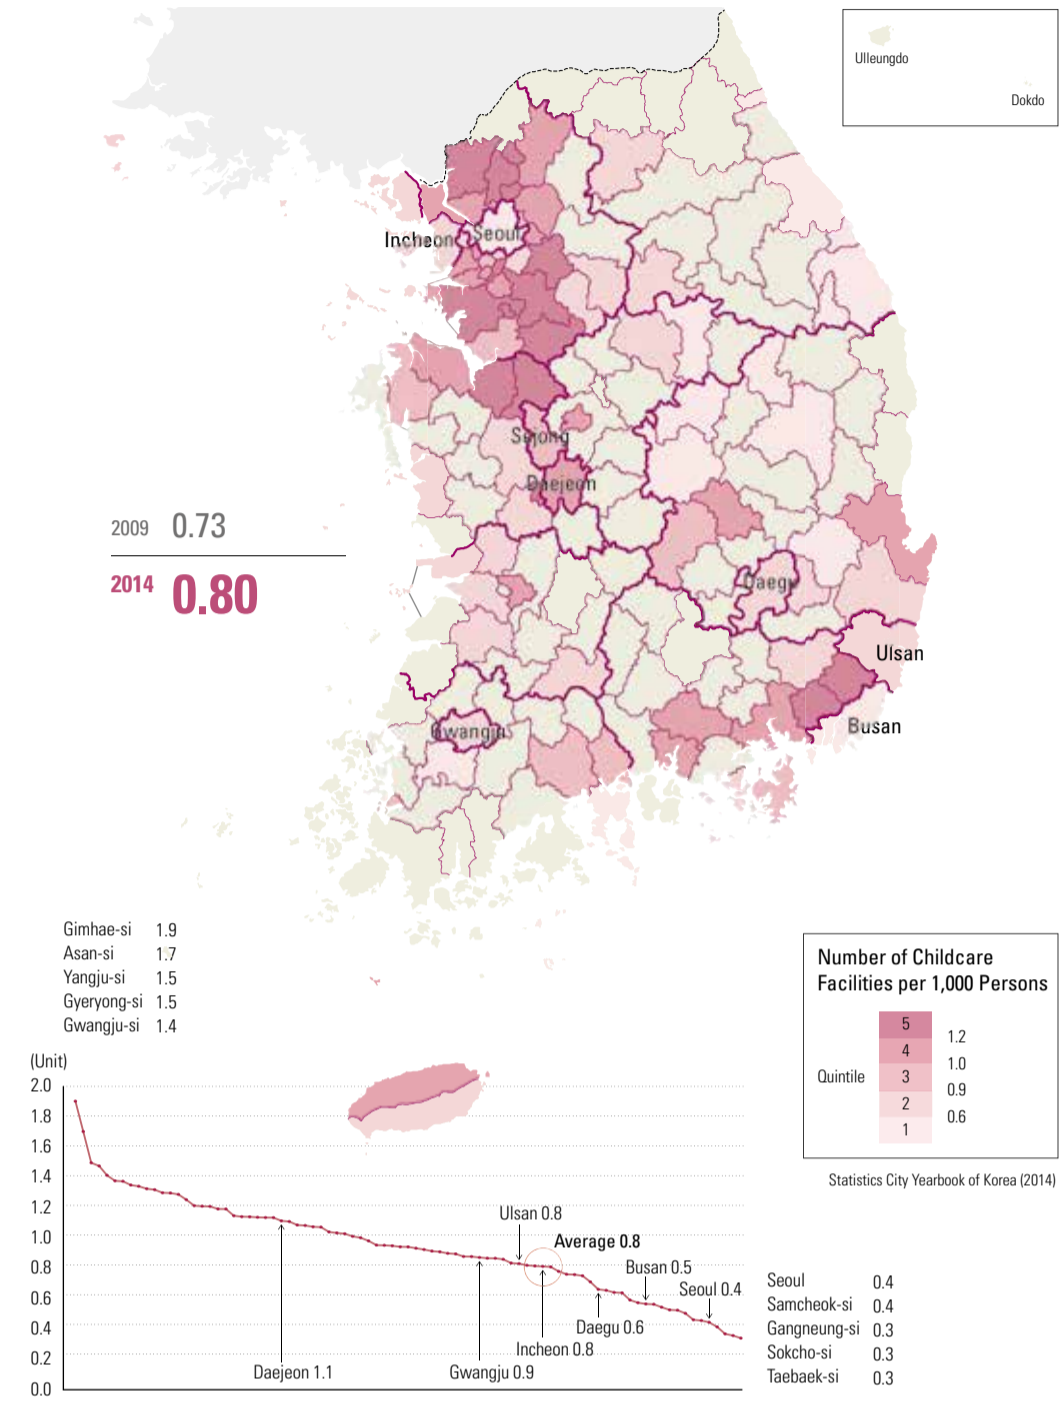 Ulleungdo
Dokdo
Incheon
Seoul
Sejong
Daejeon
2009 0.73
2014 0.80
Daegu
Ulsan
Busan
Gwangju
Gimhae-si 1.9
Asan-si 1.7
Yangju-si 1.5
Gyeryong-si 1.5
Gwangju-si 1.4
Number of Childcare
Facilities per 1,000 Persons
Quintile
5
4
3
2
1
1.2
1.0
0.9
0.6
Statistics City Yearbook of Korea (2014)
(Unit)
2.0
1.8
1.6
1.4
1.2
1.0
0.8
0.6
0.4
0.2
0.0
Ulsan 0.8
Average 0.8
Busan 0.5
Seoul 0.4
Daegu 0.6
Incheon 0.8
Daejeon 1.1
Gwangju 0.9
Seoul 0.4
Samcheok-si 0.4
Gangneung-si 0.3
Sokcho-si 0.3
Taebaek-si 0.3